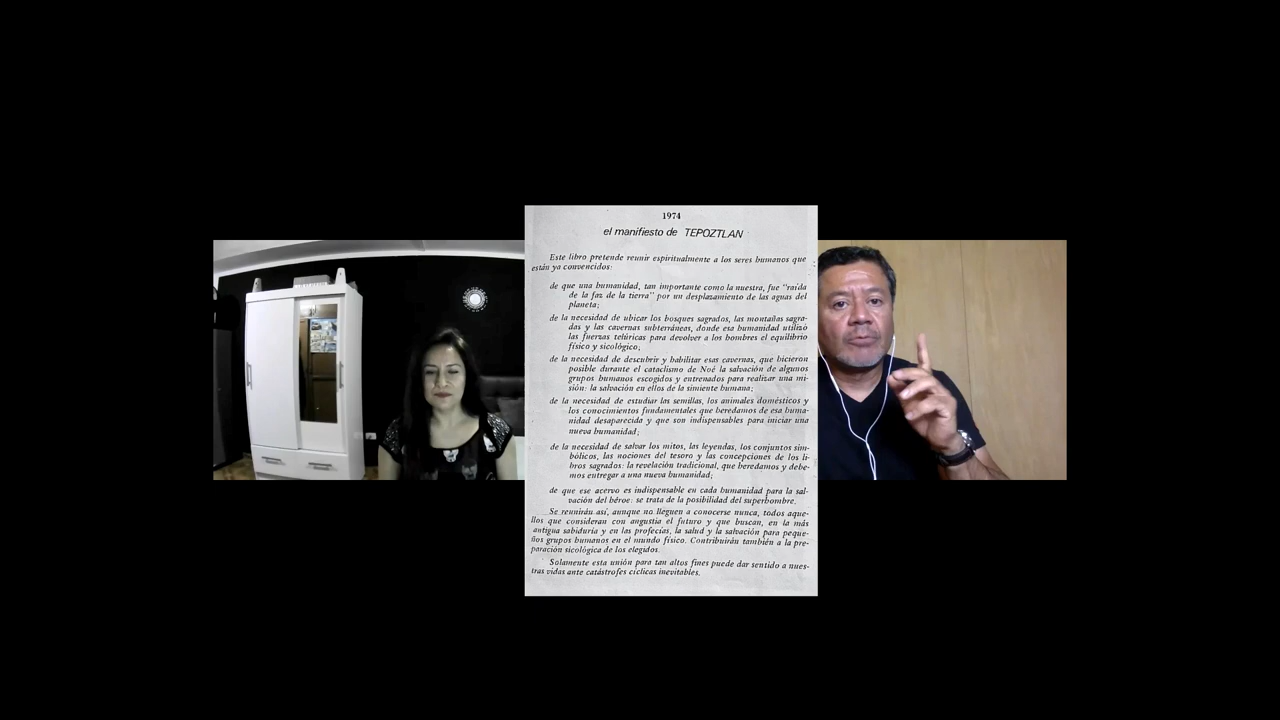 1974
el manifiesto de TEPOZTLAN
Este libro pretende reunir espiritualmente a los seres humanos que
están ya convencidos:
de que una humanidad, tan importante como la nuestra, fue "raída
de la faz de la tierra" por un desplazamiento de las aguas del
planeta;
de la necesidad de ubicar los bosques sagrados, las montañas sagra-
das y las cavernas subterráneas, donde esa humanidad utilizó
las fuerzas telúricas para devolver a los hombres el equilibrio
físico y sicológico;
de la necesidad de descubrir y habilitar esas cavernas, que hicieron
posible durante el cataclismo de Noé la salvación de algunos
grupos humanos escogidos y entrenados para realizar una mi-
sión: la salvación en ellos de la simiente humana;
de la necesidad de estudiar las semillas, los animales domésticos y
los conocimientos fundamentales que heredamos de esa huma-
nidad desaparecida y que son indispensables para iniciar una
nueva humanidad;
de la necesidad de salvar los mitos, las leyendas, los conjuntos sim-
bólicos, las nociones del tesoro y las concepciones de los li-
bros sagrados: la revelación tradicional, que heredamos y debe-
mos entregar a una nueva humanidad;
de que ese acervo es indispensable en cada humanidad para la sal-
vación del héroe: se trata de la posibilidad del superhombre.
Se reunirán así, aunque no lleguen a conocerse nunca, todos aque-
llos que consideran con angustia el futuro y que buscan, en la más
antigua sabiduría y en las profecías, la salud y la salvación para peque-
ños grupos humanos en el mundo físico. Contribuirán también a la pre-
paración sicológica de los elegidos.
Solamente esta unión para tan altos fines puede dar sentido a nues-
tras vidas ante catástrofes cíclicas inevitables.